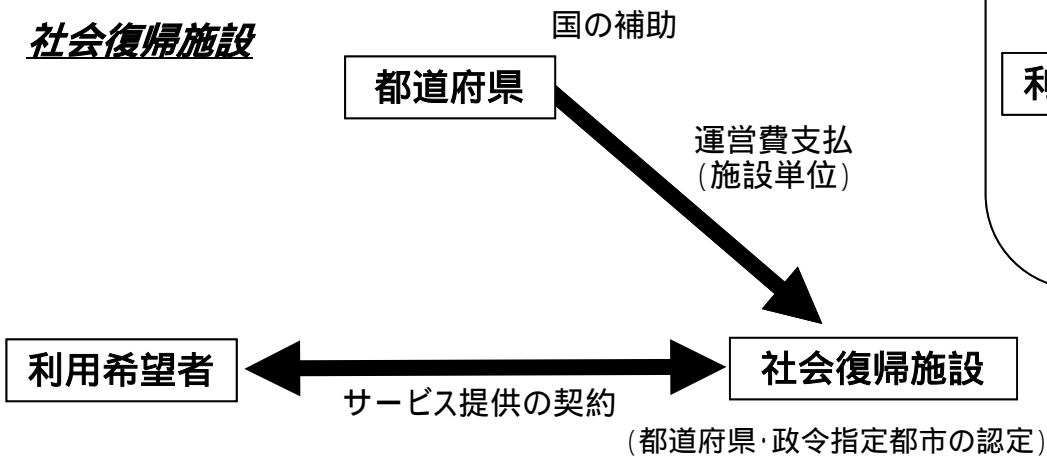 社会復帰施設
国の補助
都道府県
運営費支払
(施設単位)
利用希望者
サービス提供の契約
社会復帰施設
(都道府県・政令指定都市の認定)